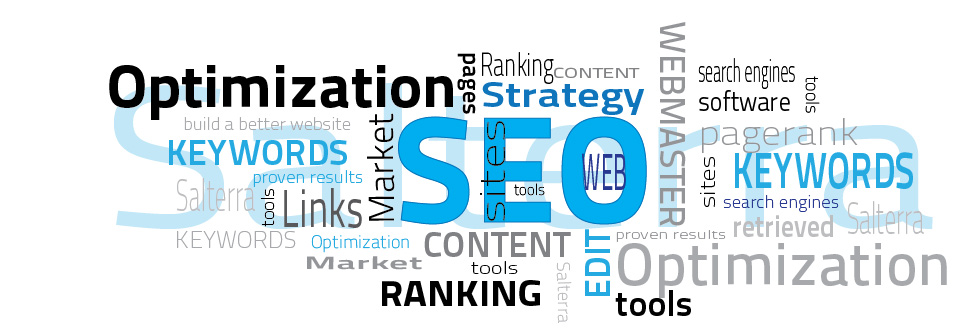 Salterra
Optimization
pages
Ranking
CONTENT
Strategy
WEBMASTER
search engines
tools
software
build a better website
Market
SEO
sites
tools
WEB
pagerank
KEYWORDS
proven results
Salterra
tools
Links
sites
KEYWORDS
search engines
Salterra
retrieved
KEYWORDS
Optimization
CONTENT
EDIT
proven results
Optimization
Market
tools
Salterra
RANKING
tools